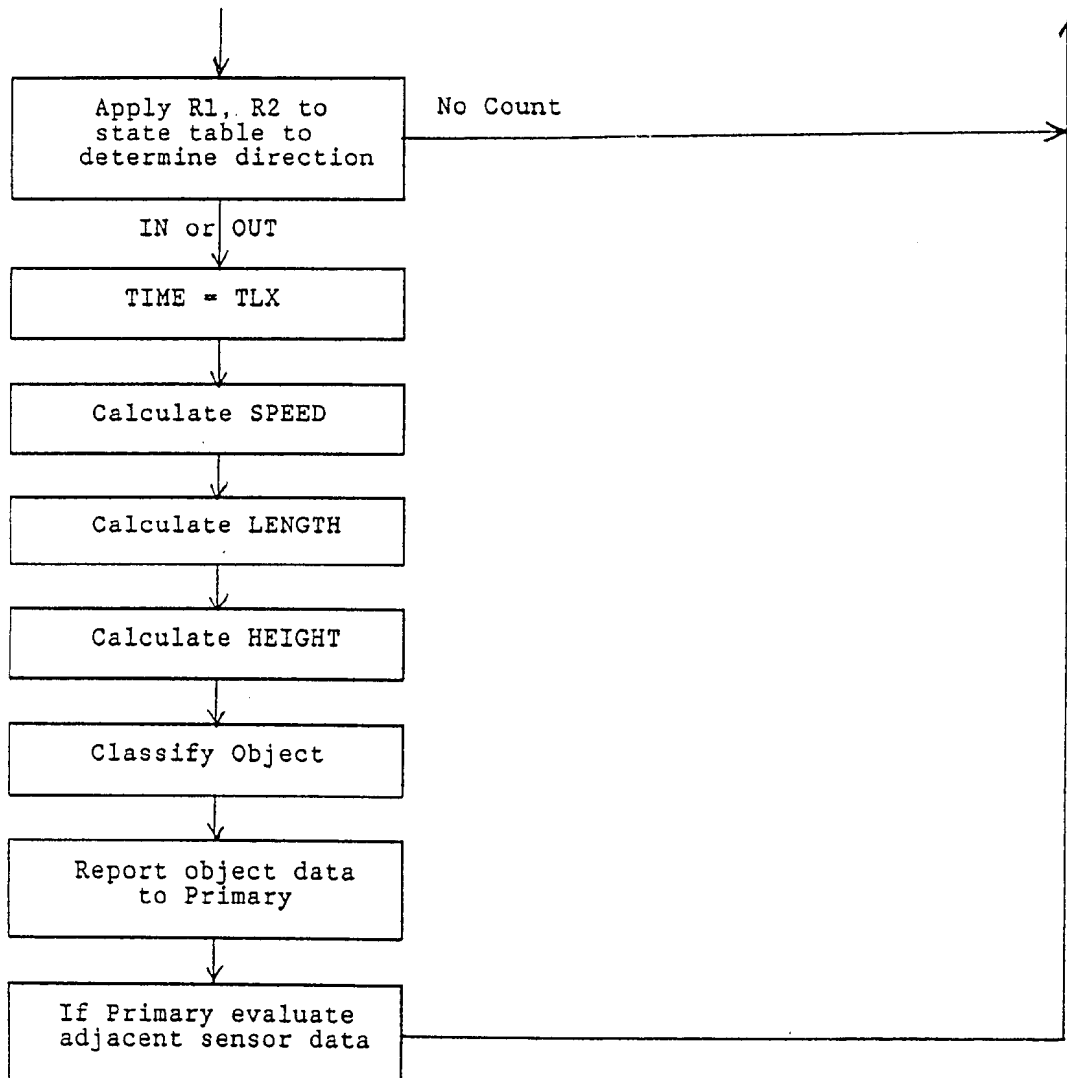 Apply R1, R2 to
state table to
determine direction
No Count
IN or OUT
TIME = TLX
Calculate SPEED
Calculate LENGTH
Calculate HEIGHT
Classify Object
Report object data
to Primary
If Primary evaluate
adjacent sensor data